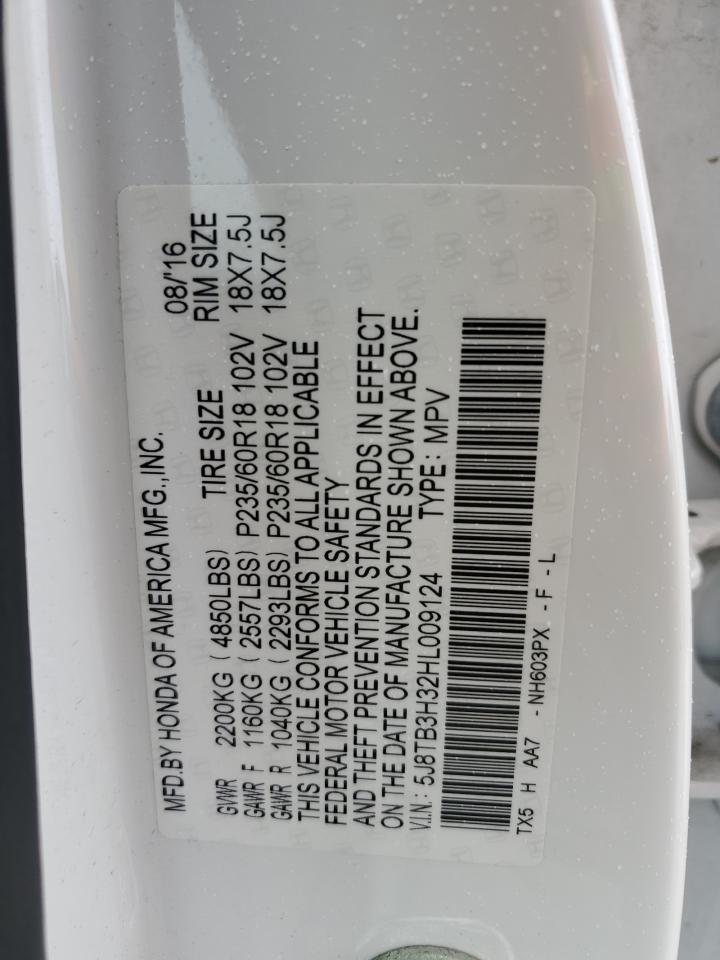 MFD.BY HONDA OF AMERICA MFG.,INC. 08/'16
GVWR 2200KG ( 4850LBS) TIRE SIZE RIM SIZE
GAWR F 1160KG ( 2557LBS) P235/60R18 102V 18X7.5J
GAWR R 1040KG ( 2293LBS) P235/60R18 102V 18X7.5J
THIS VEHICLE CONFORMS TO ALL APPLICABLE
FEDERAL MOTOR VEHICLE SAFETY
AND THEFT PREVENTION STANDARDS IN EFFECT
ON THE DATE OF MANUFACTURE SHOWN ABOVE.
V.I.N.: 5J8TB3H32HL009124 TYPE: MPV
TX5 H AA7 - NH603PX - F - L